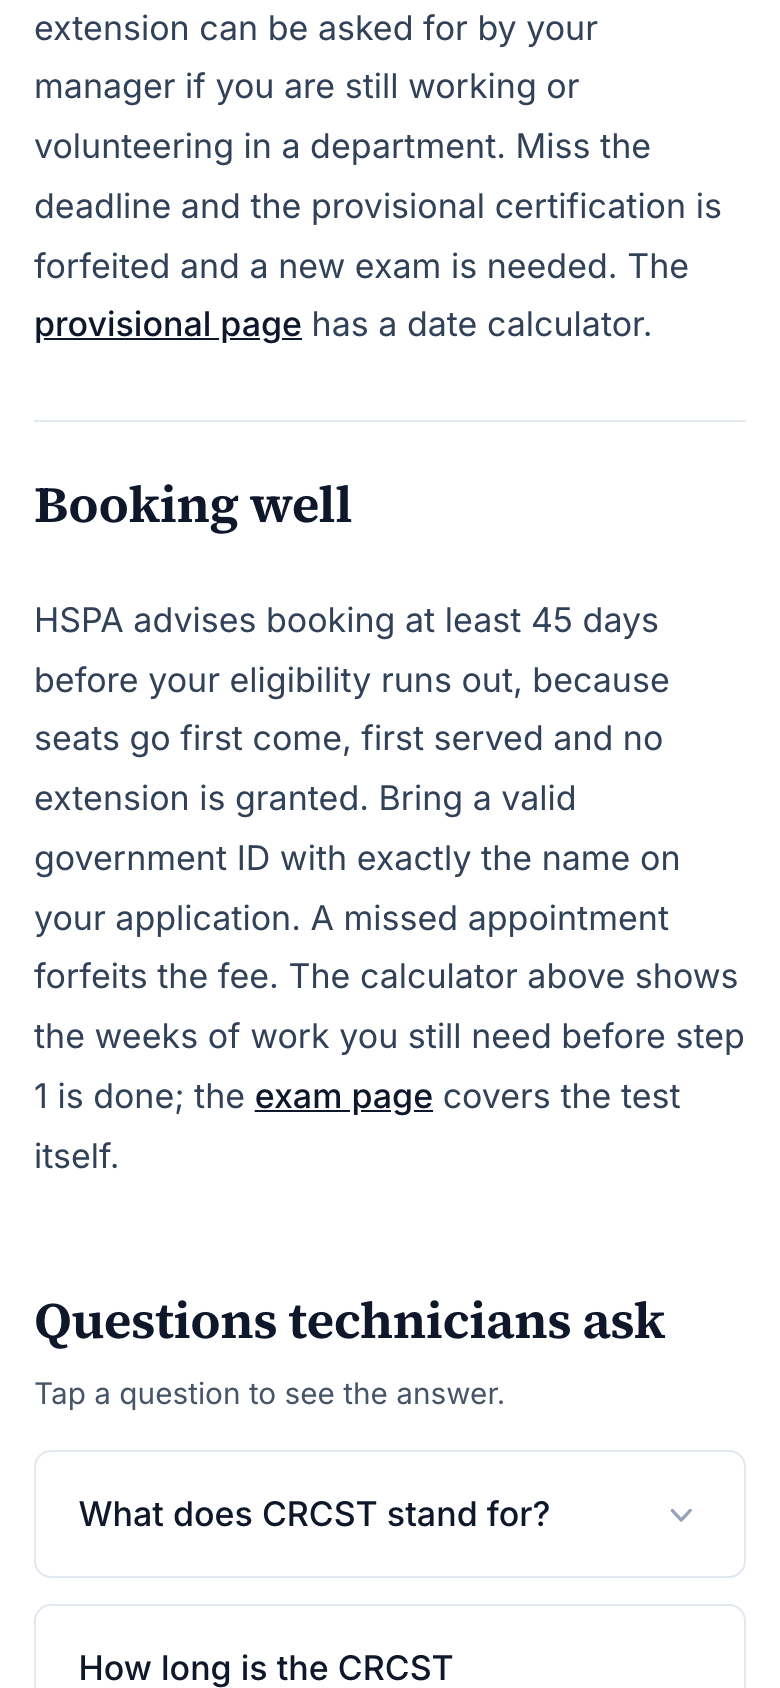 extension can be asked for by your
manager if you are still working or
volunteering in a department. Miss the
deadline and the provisional certification is
forfeited and a new exam is needed. The
provisional page has a date calculator.
Booking well
HSPA advises booking at least 45 days
before your eligibility runs out, because
seats go first come, first served and no
extension is granted. Bring a valid
government ID with exactly the name on
your application. A missed appointment
forfeits the fee. The calculator above shows
the weeks of work you still need before step
1 is done; the exam page covers the test
itself.
Questions technicians ask
Tap a question to see the answer.
What does CRCST stand for?
How long is the CRCST